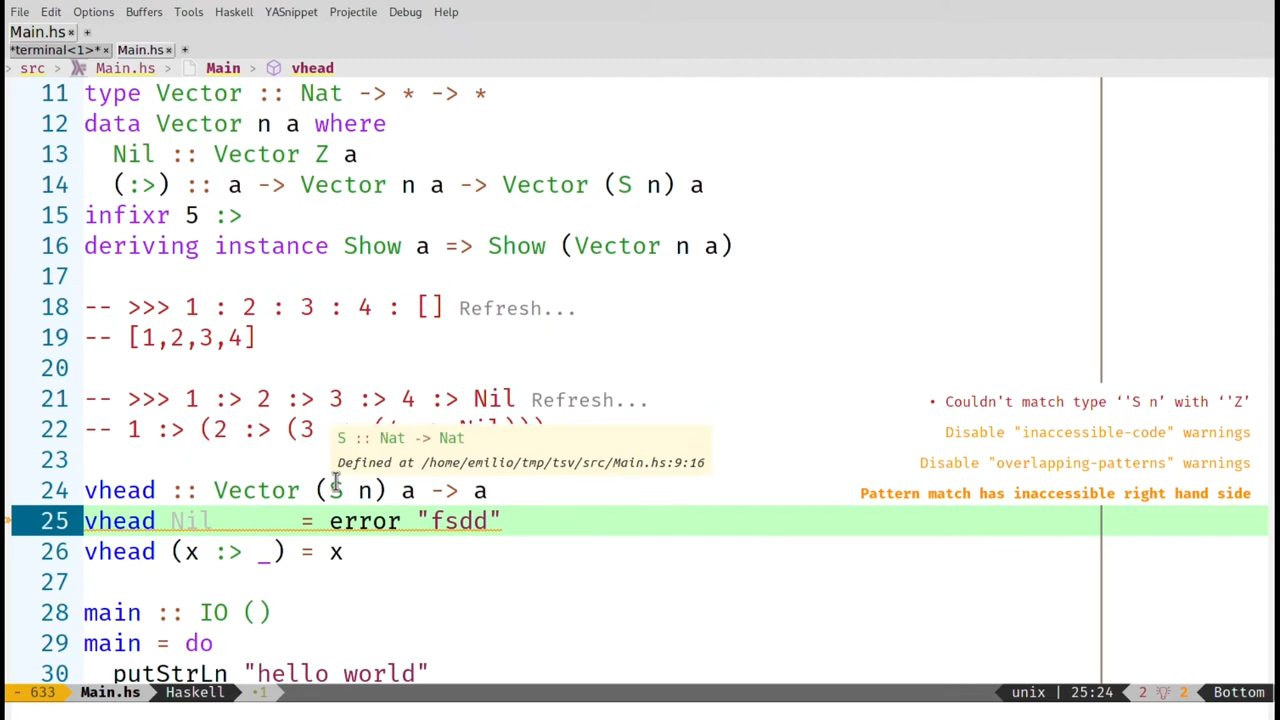 File Edit Options Buffers Tools Haskell YASnippet Projectile Debug Help
Main.hs× +
*terminal<1>*× Main.hs× +
> src > Main.hs > Main > vhead
11 type Vector :: Nat -> * -> *
12 data Vector n a where
13 Nil :: Vector Z a
14 (:>) :: a -> Vector n a -> Vector (S n) a
15 infixr 5 :>
16 deriving instance Show a => Show (Vector n a)
17
18 -- >>> 1 : 2 : 3 : 4 : [] Refresh...
19 -- [1,2,3,4]
20
21 -- >>> 1 :> 2 :> 3 :> 4 :> Nil Refresh...
• Couldn't match type ‘'S n’ with ‘'Z’
22 -- 1 :> (2 :> (3
Disable "inaccessible-code" warnings
S :: Nat -> Nat
Defined at /home/emilio/tmp/tsv/src/Main.hs:9:16
23
Disable "overlapping-patterns" warnings
24 vhead :: Vector (S n) a -> a
Pattern match has inaccessible right hand side
25 vhead Nil = error "fsdd"
26 vhead (x :> _) = x
27
28 main :: IO ()
29 main = do
30 putStrLn "hello world"
- 633 Main.hs Haskell •1 unix | 25:24 2 2 Bottom